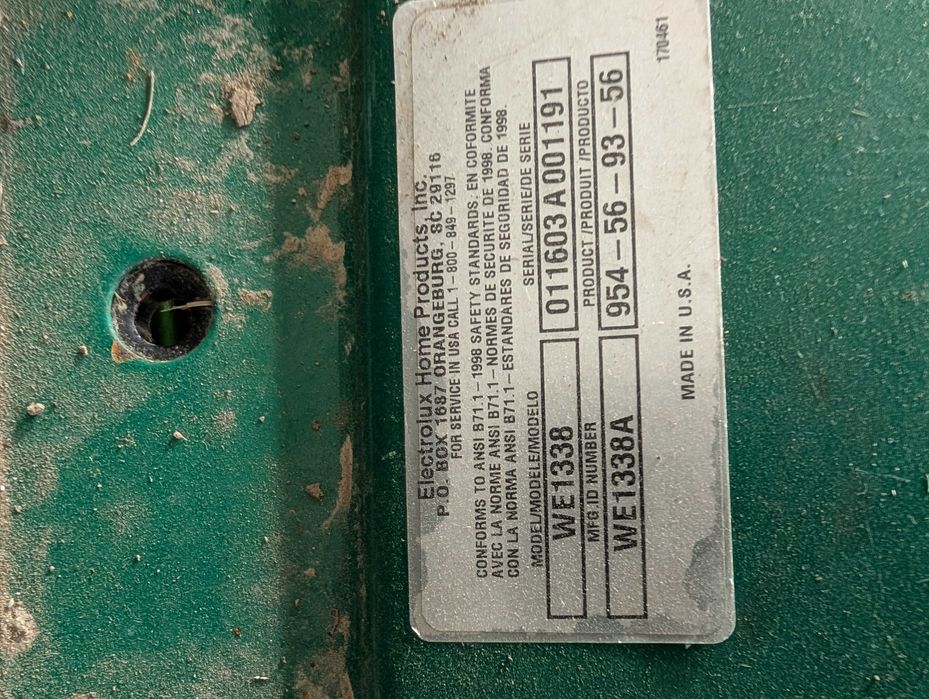 Electrolux Home Products, Inc.
P.O. BOX 1687 ORANGEBURG, SC 29116
FOR SERVICE IN USA CALL 1-800-849-1297
CONFORMS TO ANSI B71.1-1998 SAFETY STANDARDS. EN COFORMITE
AVEC LA NORME ANSI B71.1-NORMES DE SECURITE DE 1998. CONFORMA
CON LA NORMA ANSI B71.1-ESTANDARES DE SEGORIDAD DE 1998.
MODEL/MODELE/MODELO SERIAL/SERIE/DE SERIE
WE1338 011603A001191
MFG.ID NUMBER PRODUCT/PRODUIT/PRODUCTO
WE1338A 954-56-93-56
MADE IN U.S.A.
170461